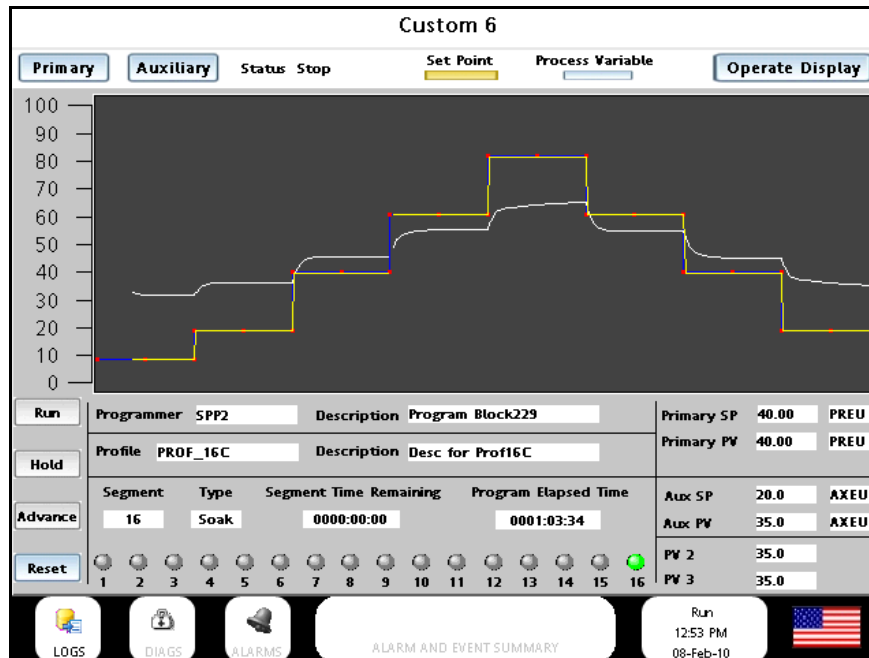 Custom 6
Primary Auxiliary Status Stop Set Point Process Variable Operate Display
100
90
80
70
60
50
40
30
20
10
0
Run Programmer SPP2 Description Program Block229 Primary SP 40.00 PREU
Primary PV 40.00 PREU
Hold Profile PROF_16C Description Desc for Prof16C
Segment Type Segment Time Remaining Program Elapsed Time Aux SP 20.0 AXEU
Advance 16 Soak 0000:00:00 0001:03:34 Aux PV 35.0 AXEU
Reset PV 2 35.0
1 2 3 4 5 6 7 8 9 10 11 12 13 14 15 16 PV 3 35.0
LOGS DIAGS ALARMS ALARM AND EVENT SUMMARY
Run
12:53 PM
08-Feb-10